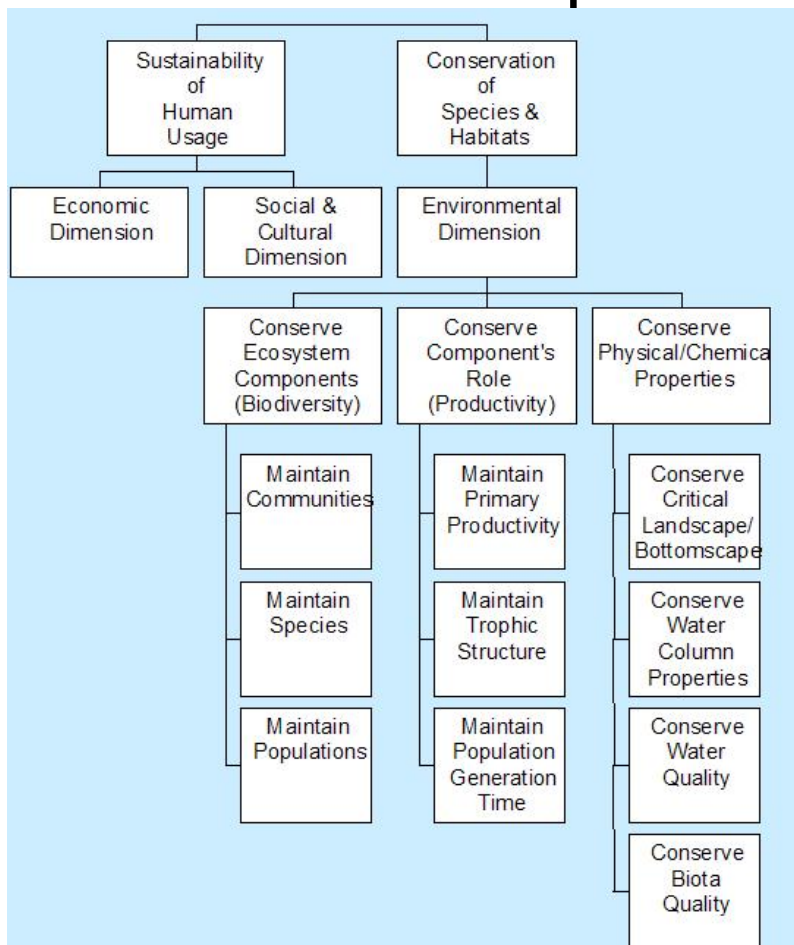 Sustainability
of
Human
Usage
Conservation
of
Species &
Habitats
Economic
Dimension
Social &
Cultural
Dimension
Environmental
Dimension
Conserve
Ecosystem
Components
(Biodiversity)
Conserve
Component's
Role
(Productivity)
Conserve
Physical/Chemica
Properties
Maintain
Communities
Maintain
Primary
Productivity
Conserve
Critical
Landscape/
Bottomscape
Maintain
Species
Maintain
Trophic
Structure
Conserve
Water
Column
Properties
Maintain
Populations
Maintain
Population
Generation
Time
Conserve
Water
Quality
Conserve
Biota
Quality